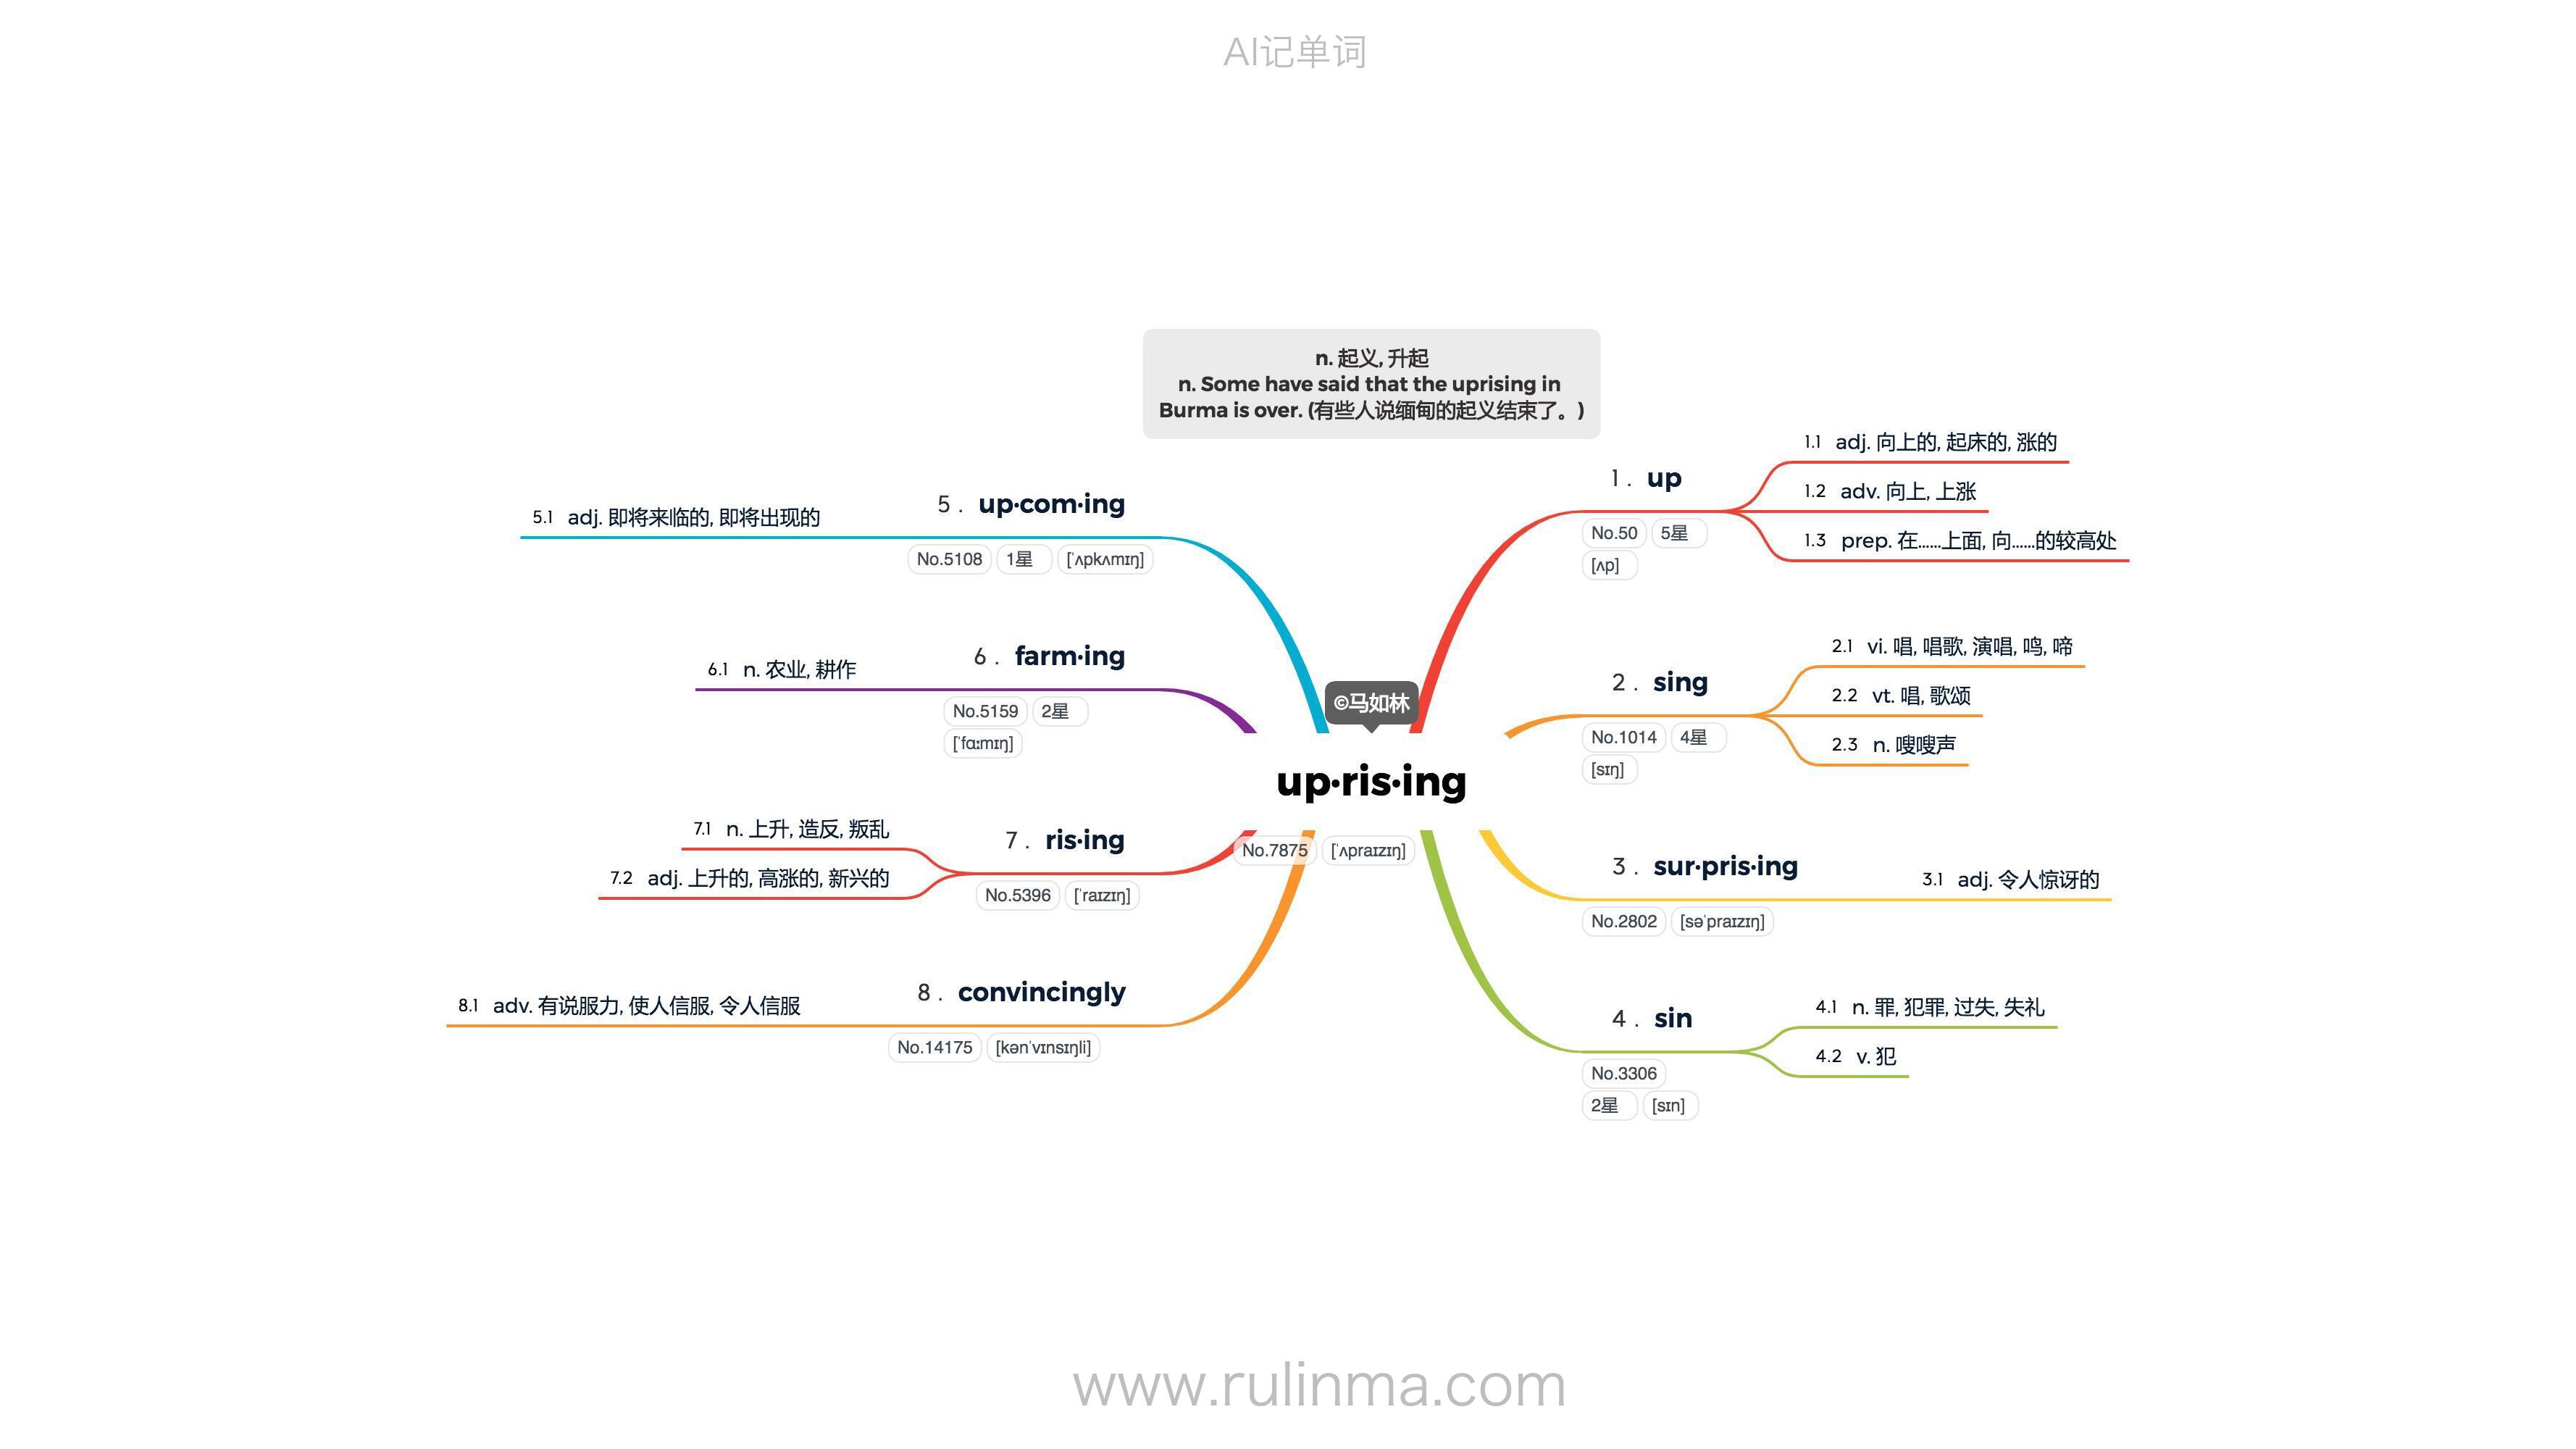 AI记单词
n. 起义, 升起
n. Some have said that the uprising in
Burma is over. (有些人说缅甸的起义结束了。)
©马如林
up·ris·ing
No.7875 [ˈʌpraɪzɪŋ]
1 . up
No.50 5星
[ʌp]
1.1 adj. 向上的, 起床的, 涨的
1.2 adv. 向上, 上涨
1.3 prep. 在……上面, 向……的较高处
2 . sing
No.1014 4星
[sɪŋ]
2.1 vi. 唱, 唱歌, 演唱, 鸣, 啼
2.2 vt. 唱, 歌颂
2.3 n. 嗖嗖声
3 . sur·pris·ing
No.2802 [səˈpraɪzɪŋ]
3.1 adj. 令人惊讶的
4 . sin
No.3306
2星 [sɪn]
4.1 n. 罪, 犯罪, 过失, 失礼
4.2 v. 犯
5 . up·com·ing
No.5108 1星 [ˈʌpkʌmɪŋ]
5.1 adj. 即将来临的, 即将出现的
6 . farm·ing
No.5159 2星
[ˈfɑːmɪŋ]
6.1 n. 农业, 耕作
7 . ris·ing
No.5396 [ˈraɪzɪŋ]
7.1 n. 上升, 造反, 叛乱
7.2 adj. 上升的, 高涨的, 新兴的
8 . convincingly
No.14175 [kənˈvɪnsɪŋli]
8.1 adv. 有说服力, 使人信服, 令人信服
www.rulinma.com